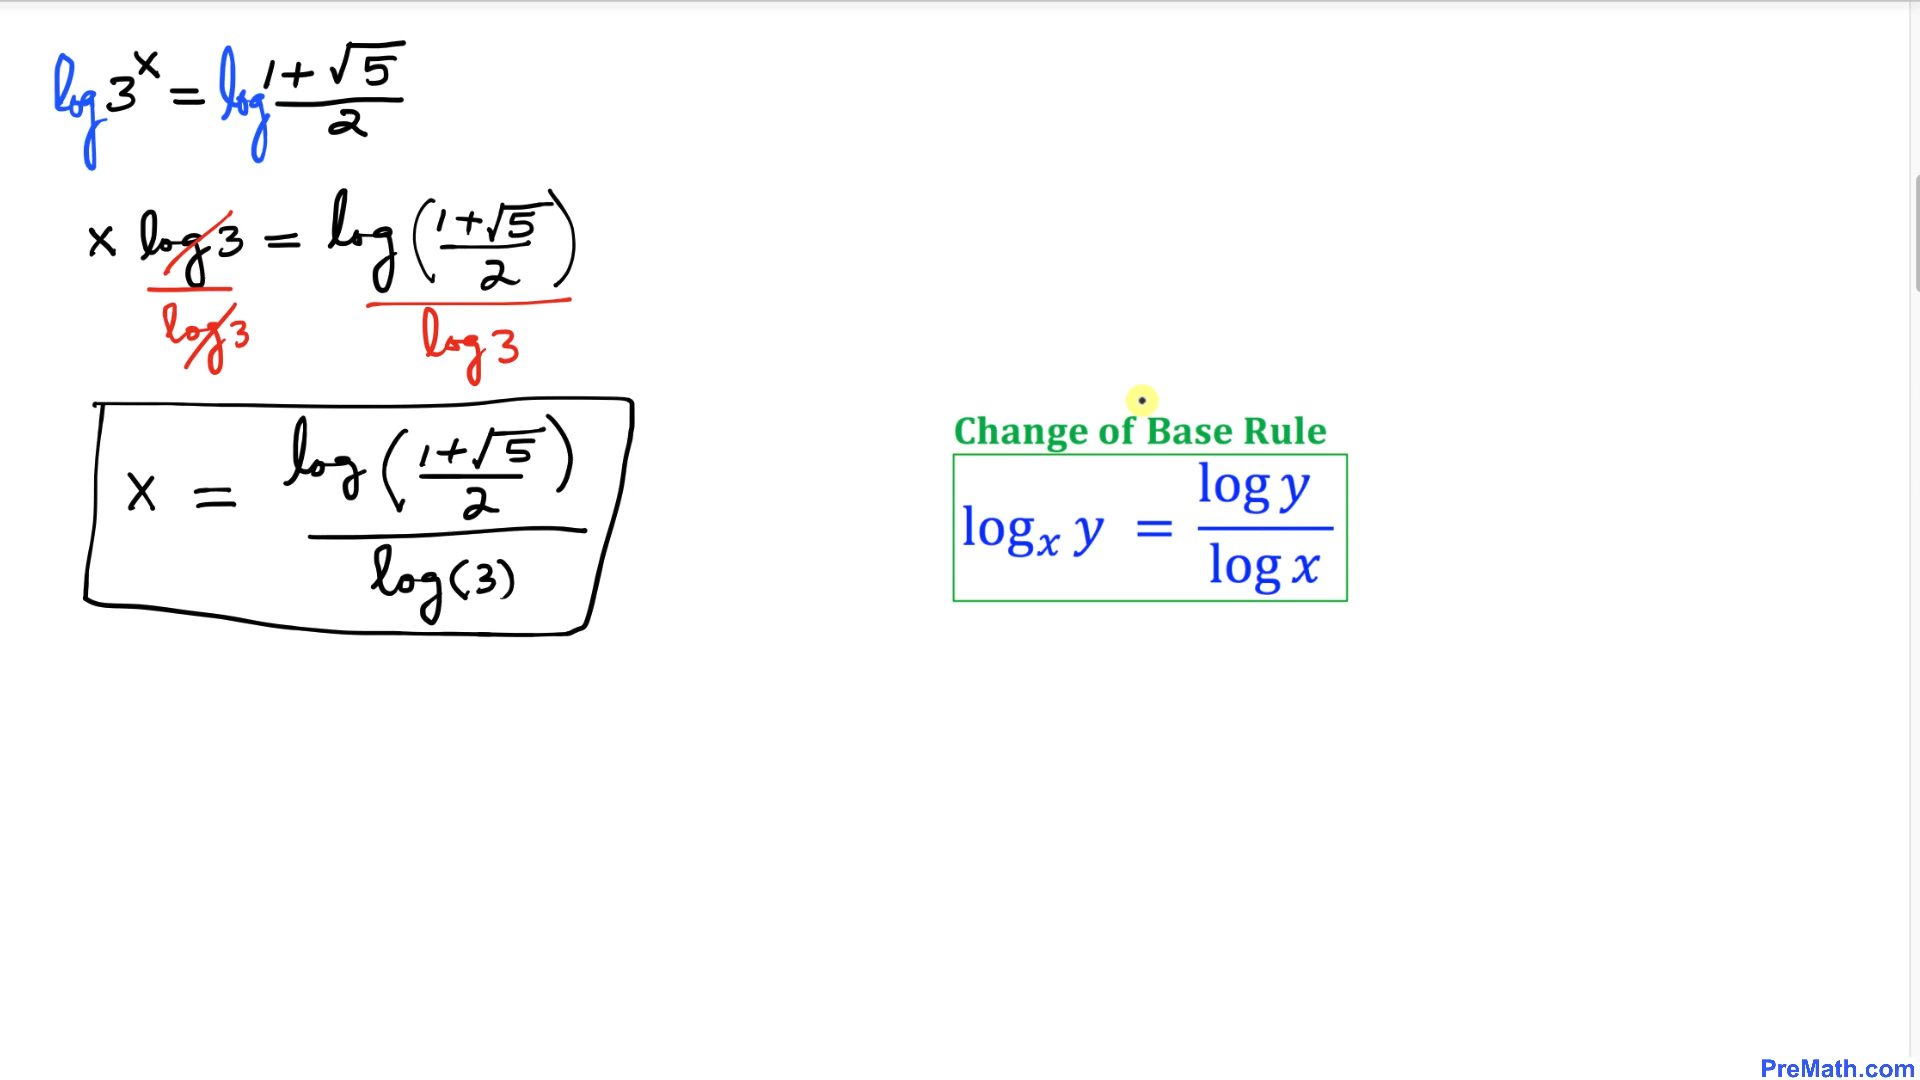 log 3^x = log (1+√5)/2
x log 3 / log 3 = log((1+√5)/2) / log 3
x = log((1+√5)/2) / log(3)
Change of Base Rule
logₓ y = log y / log x
PreMath.com